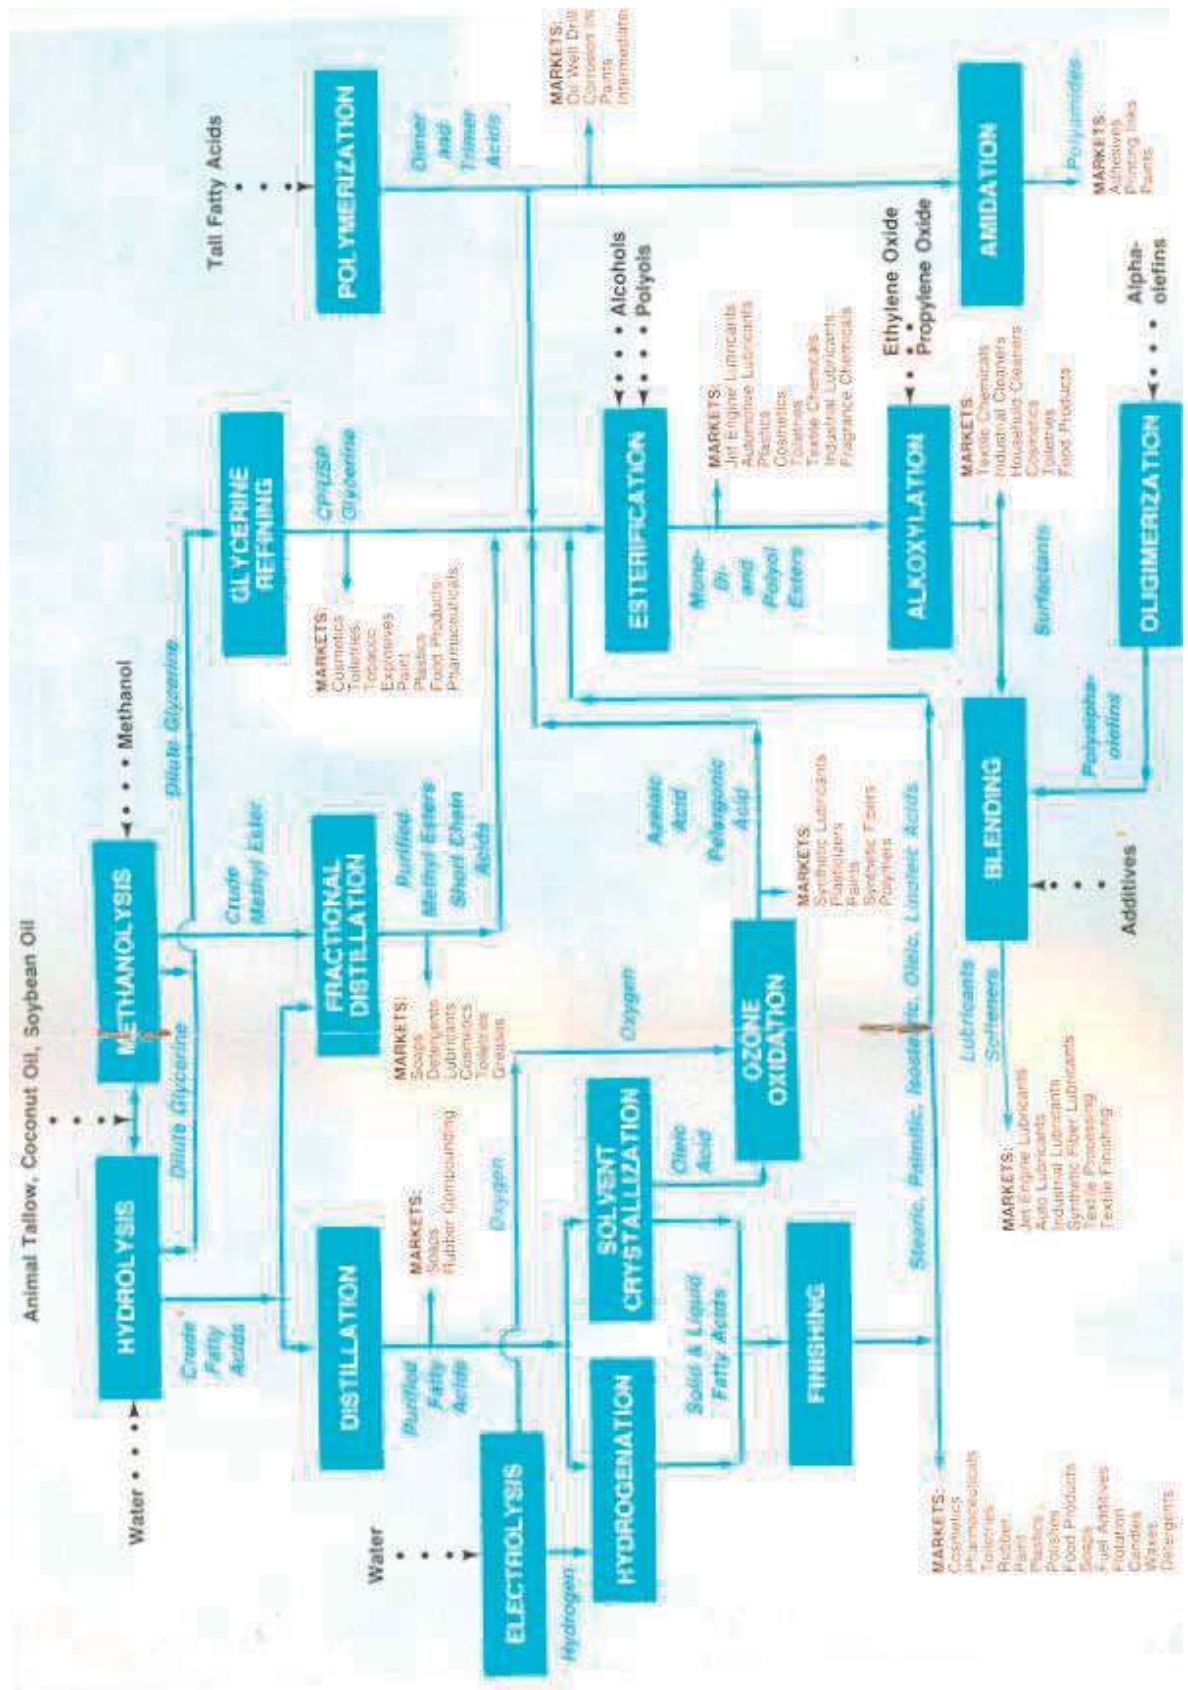 Animal Tallow, Coconut Oil, Soybean Oil
Water
HYDROLYSIS
METHANOLYSIS
Methanol
Crude
Fatty
Acids
Dilute Glycerine
Dilute Glycerine
Crude
Methyl Ester
Tall Fatty Acids
DISTILLATION
FRACTIONAL
DISTILLATION
GLYCERINE
REFINING
POLYMERIZATION
Purified
Fatty
Acids
MARKETS:
Soaps
Rubber Compounding
MARKETS:
Soaps
Detergents
Lubricants
Cosmetics
Toiletries
Greases
Purified
Methyl Esters
Short Chain
Acids
MARKETS:
Cosmetics
Toiletries
Tobacco
Explosives
Paint
Plastics
Food Products
Pharmaceuticals
CP/USP
Glycerine
Dimer
and
Trimer
Acids
MARKETS:
Oil Well Drill
Corrosion In
Paints
Intermediate
Water
ELECTROLYSIS
Hydrogen
Oxygen
Oxygen
HYDROGENATION
SOLVENT
CRYSTALLIZATION
Oleic
Acid
Solid & Liquid
Fatty Acids
OZONE
OXIDATION
Azelaic
Acid
Pelargonic
Acid
MARKETS:
Synthetic Lubricants
Plasticizers
Paints
Synthetic Fibers
Polymers
ESTERIFICATION
Alcohols
Polyols
Mono-
Di-
and
Polyol
Esters
MARKETS:
Jet Engine Lubricants
Automotive Lubricants
Plastics
Cosmetics
Toiletries
Textile Chemicals
Industrial Lubricants
Fragrance Chemicals
FINISHING
Stearic, Palmitic, Isostearic, Oleic, Linoleic Acids
ALKOXYLATION
Ethylene Oxide
Propylene Oxide
AMIDATION
Polyamides
MARKETS:
Adhesives
Printing Inks
Paints
MARKETS:
Textile Chemicals
Industrial Cleaners
Household Cleaners
Cosmetics
Toiletries
Food Products
Surfactants
MARKETS:
Cosmetics
Pharmaceuticals
Toiletries
Rubber
Paint
Plastics
Polishes
Food Products
Soaps
Fuel Additives
Flotation
Candles
Waxes
Detergents
Lubricants
Softeners
MARKETS:
Jet Engine Lubricants
Auto Lubricants
Industrial Lubricants
Synthetic Fiber Lubricants
Textile Processing
Textile Finishing
BLENDING
Additives
Polyalpha-
olefins
OLIGIMERIZATION
Alpha-
olefins